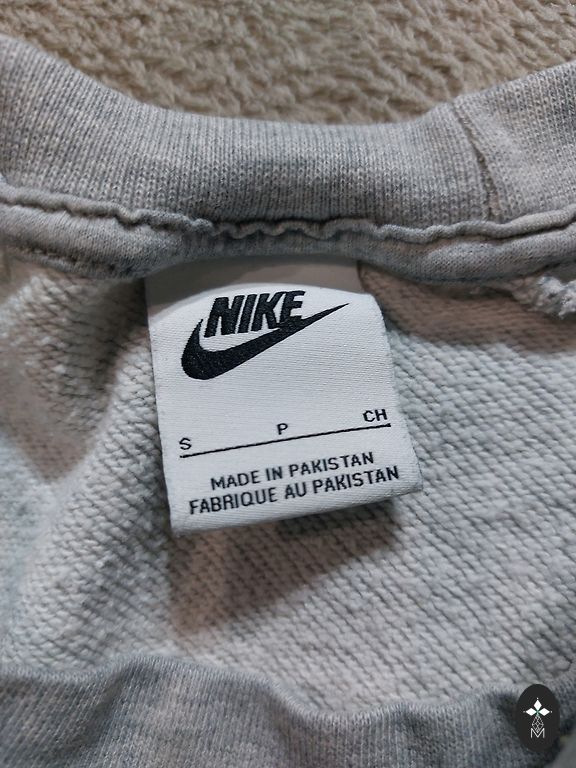 NIKE
S P CH
MADE IN PAKISTAN
FABRIQUE AU PAKISTAN
M